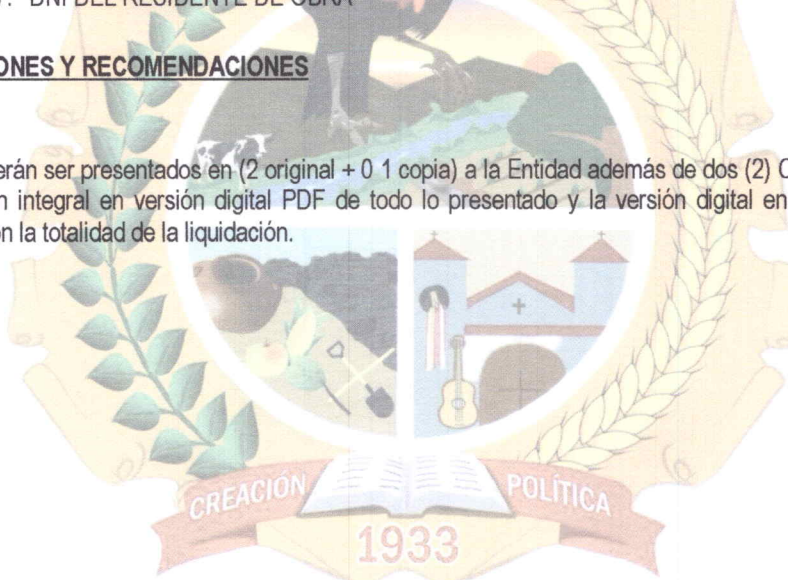 DNI DEL RESIDENTE DE OBRA
ONES Y RECOMENDACIONES
erán ser presentados en (2 original + 0 1 copia) a la Entidad además de dos (2) C
n integral en versión digital PDF de todo lo presentado y la versión digital en
on la totalidad de la liquidación.
CREACIÓN POLÍTICA
1933